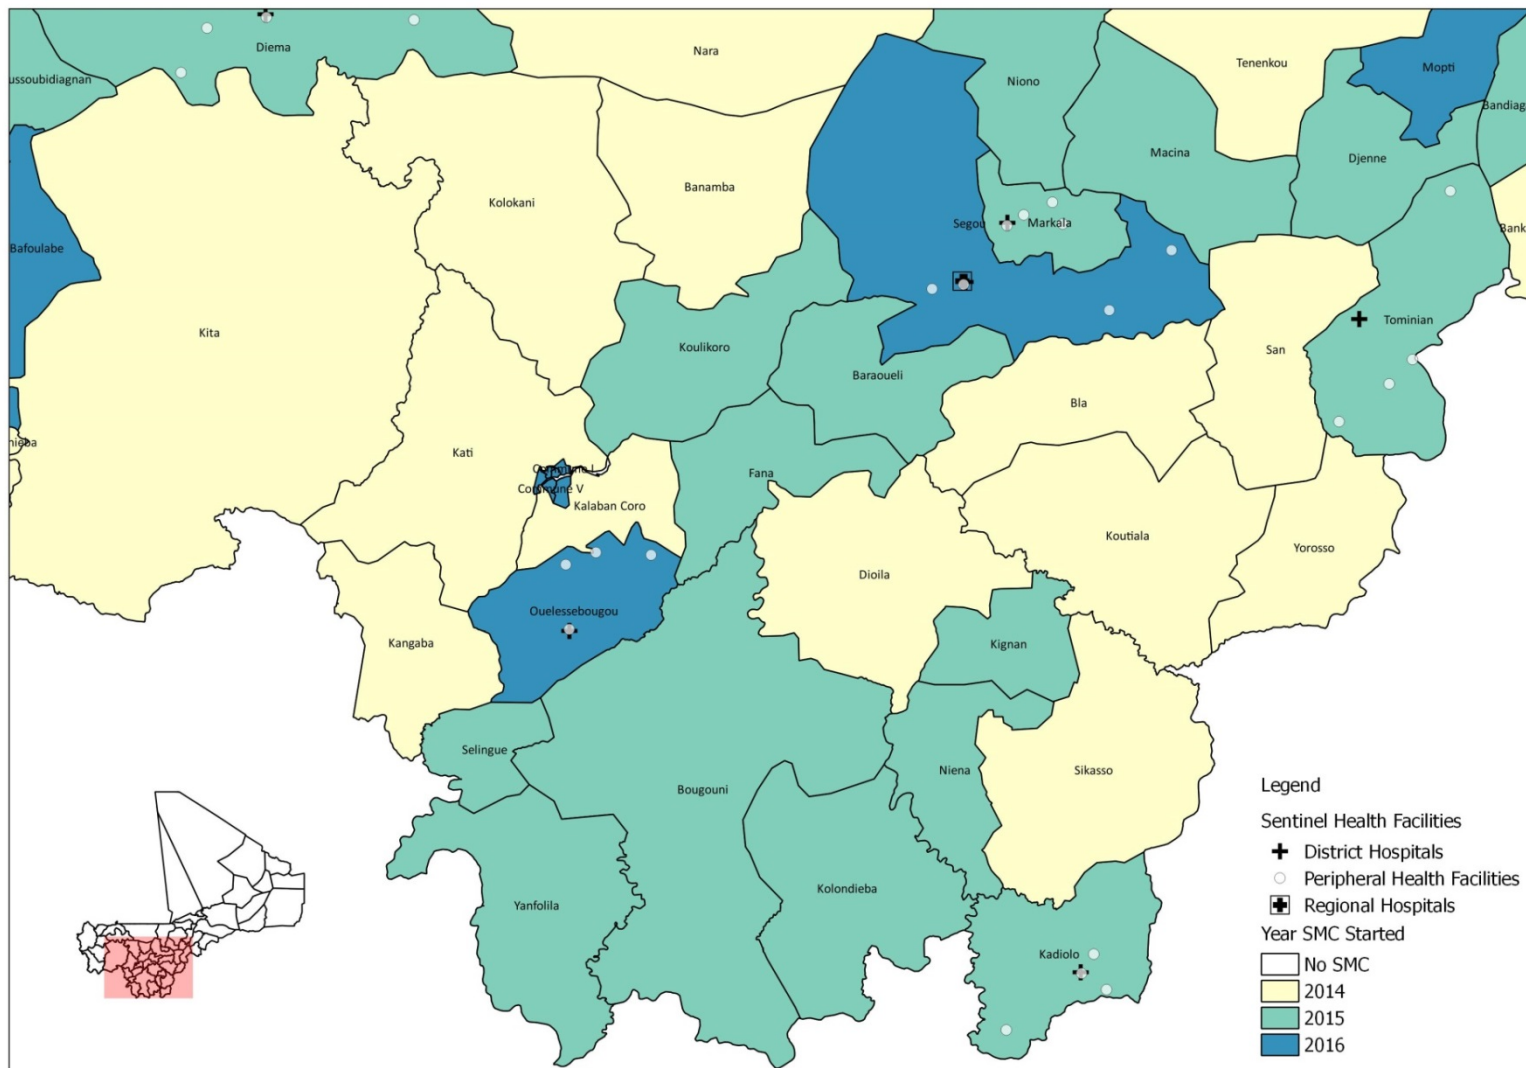 Diema
Nara
Tenenkou
Mopti
ussoubidiagnan
Niono
Bandiag
Macina
Djenne
Banamba
Kolokani
Segou
Markala
Bank
Bafoulabe
Kita
Koulikoro
San
Tominian
Baraoueli
Bla
nieba
Kati
Commune I
Fana
Commune V
Kalaban Coro
Koutiala
Yorosso
Dioila
Ouelessebougou
Kangaba
Kignan
Selingue
Niena
Sikasso
Bougouni
Legend
Sentinel Health Facilities
District Hospitals
Peripheral Health Facilities
Kolondieba
Yanfolila
Regional Hospitals
Year SMC Started
Kadiolo
No SMC
2014
2015
2016